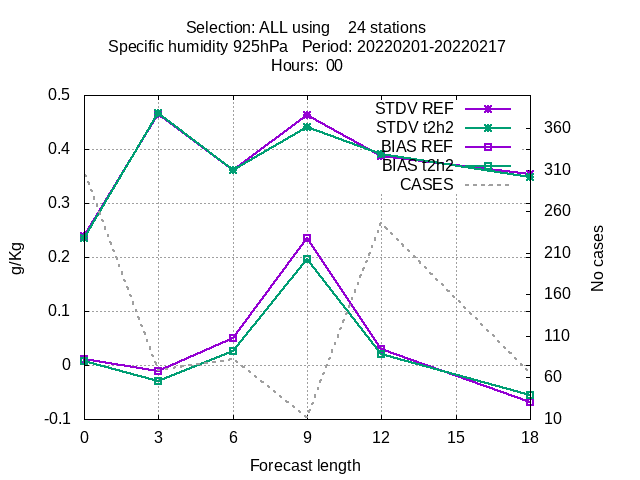 Selection: ALL using 24 stations
Specific humidity 925hPa Period: 20220201-20220217
Hours: 00
STDV REF
STDV t2h2
BIAS REF
BIAS t2h2
CASES
0.5
0.4
0.3
0.2
0.1
0
-0.1
g/Kg
360
310
260
210
160
110
60
10
No cases
0 3 6 9 12 15 18
Forecast length